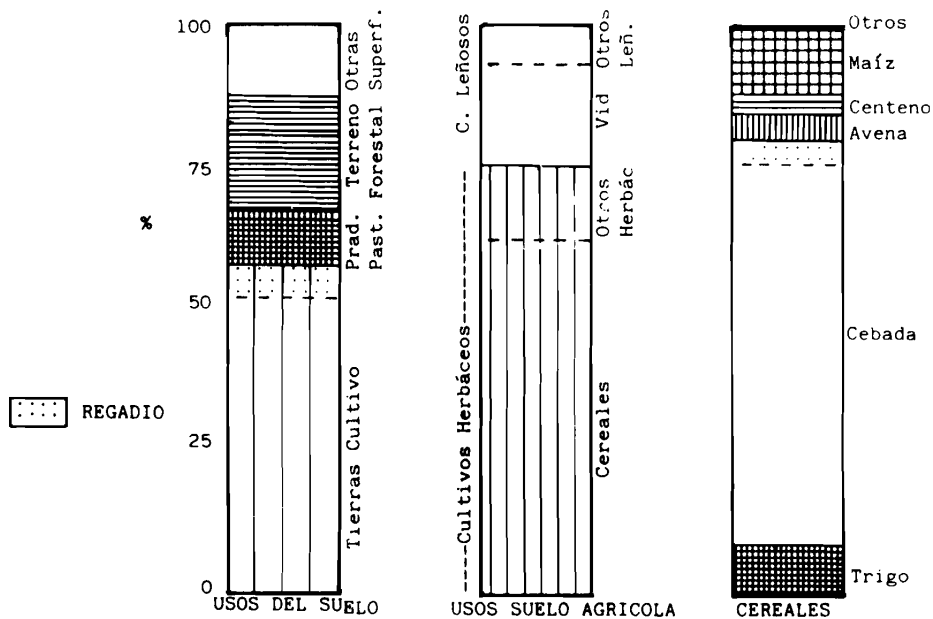 100
75
%
50
25
0
REGADIO
Tierras Cultivo
Prad. Terreno Otras
Past. Forestal Superf.
USOS DEL SUELO
-----Cultivos Herbáceos---------------
C. Leñosos
Cereales
Otros
Herbác
Vid
Otros
Leñ.
USOS SUELO AGRICOLA
Otros
Maíz
Centeno
Avena
Cebada
Trigo
CEREALES